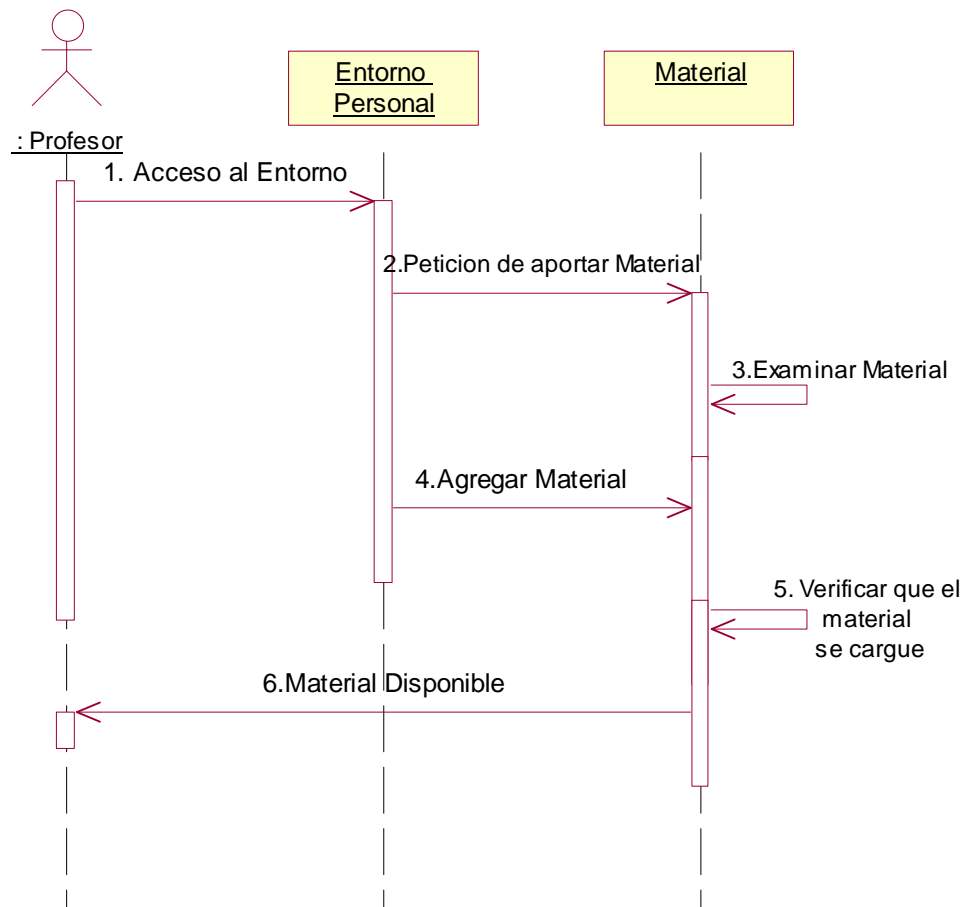 Entorno
Personal
Material
: Profesor
1. Acceso al Entorno
2.Peticion de aportar Material
3.Examinar Material
4.Agregar Material
5. Verificar que el
material
se cargue
6.Material Disponible